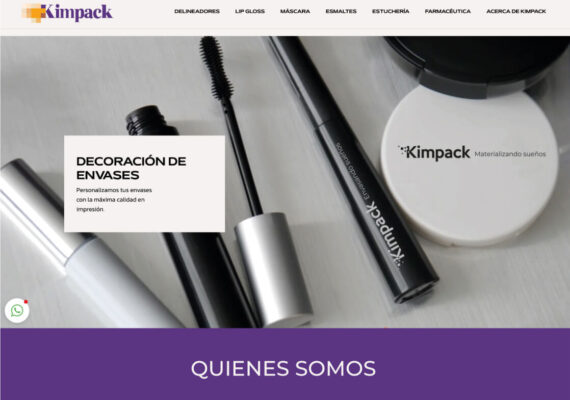 Kimpack
DELINEADORES LIP GLOSS MÁSCARA ESMALTES ESTUCHERÍA FARMACÉUTICA ACERCA DE KIMPACK
DECORACIÓN DE
ENVASES
Personalizamos tus envases
con la máxima calidad en
impresión.
Kimpack Envasando sueños
Kimpack Materializando sueños
QUIENES SOMOS